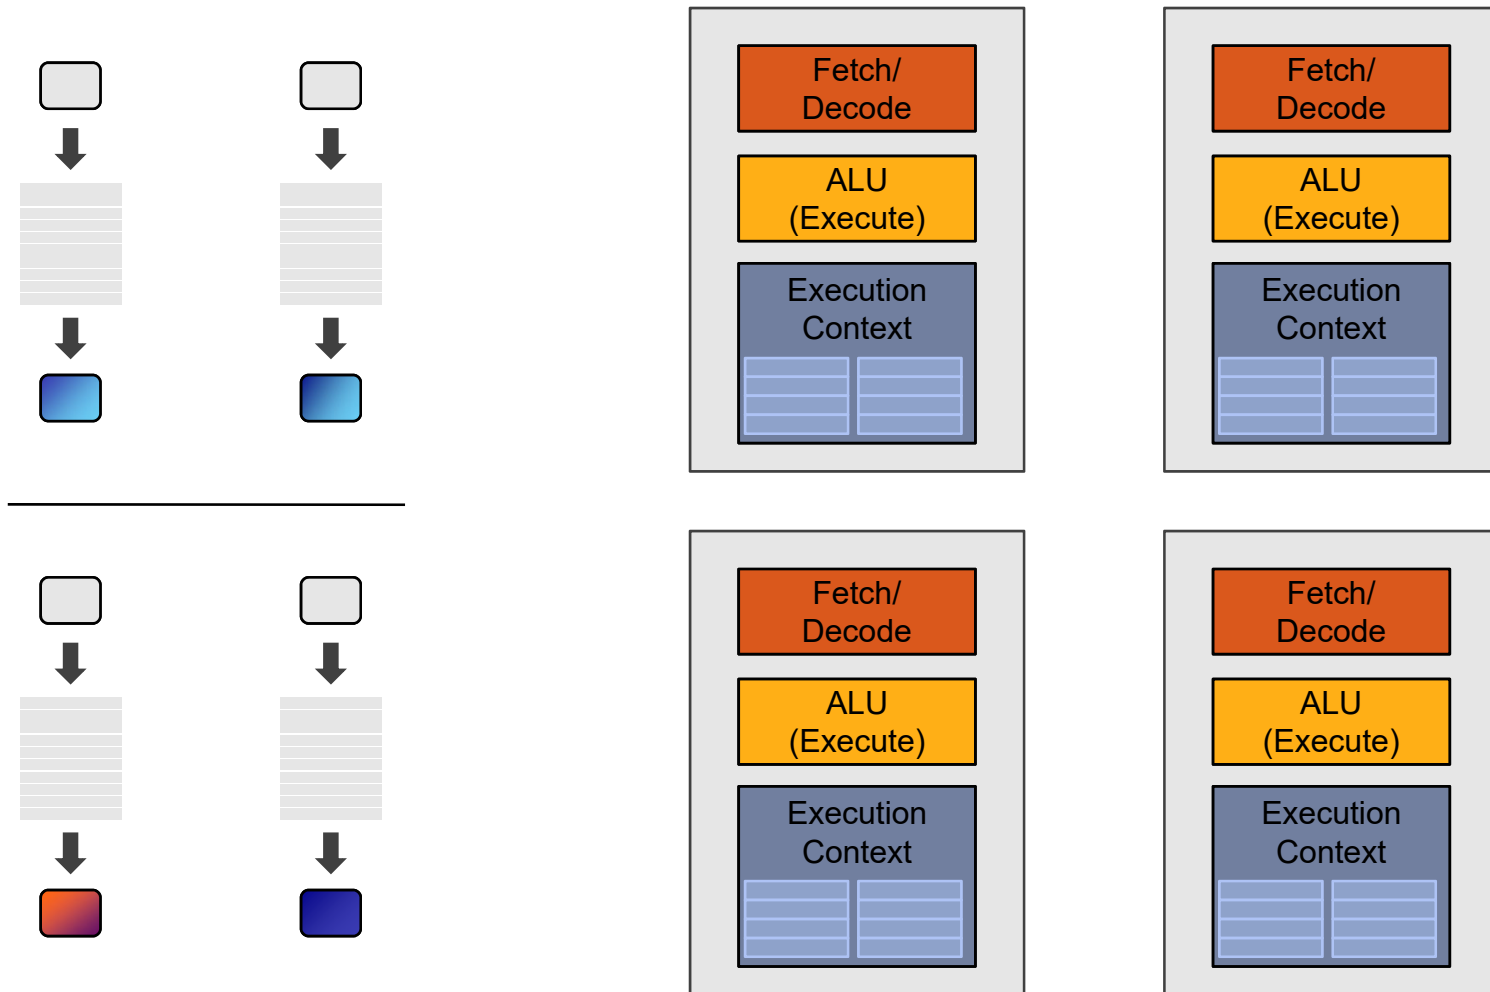 Fetch/
Decode
ALU
(Execute)
Execution
Context
Fetch/
Decode
ALU
(Execute)
Execution
Context
Fetch/
Decode
ALU
(Execute)
Execution
Context
Fetch/
Decode
ALU
(Execute)
Execution
Context